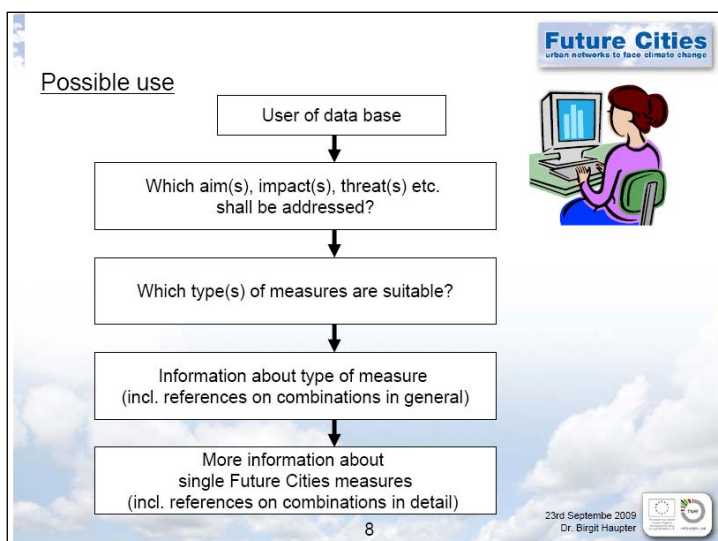 Future Cities
urban networks to face climate change
Possible use
User of data base
Which aim(s), impact(s), threat(s) etc.
shall be addressed?
Which type(s) of measures are suitable?
Information about type of measure
(incl. references on combinations in general)
More information about
single Future Cities measures
(incl. references on combinations in detail)
8
23rd Septembe 2009
Dr. Birgit Haupter